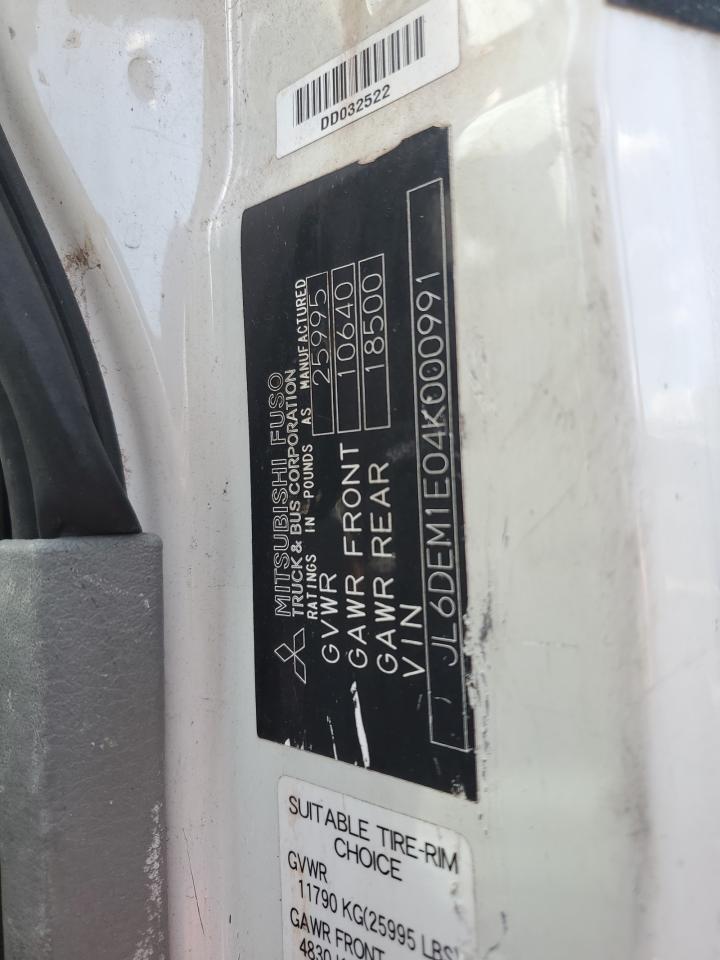 DD032522
MITSUBISHI FUSO
TRUCK & BUS CORPORATION
RATINGS IN POUNDS AS MANUFACTURED
GVWR 25995
GAWR FRONT 10640
GAWR REAR 18500
VIN
JL6DEM1E04K000991
SUITABLE TIRE-RIM
CHOICE
GVWR
11790 KG(25995 LBS)
GAWR FRONT
4830